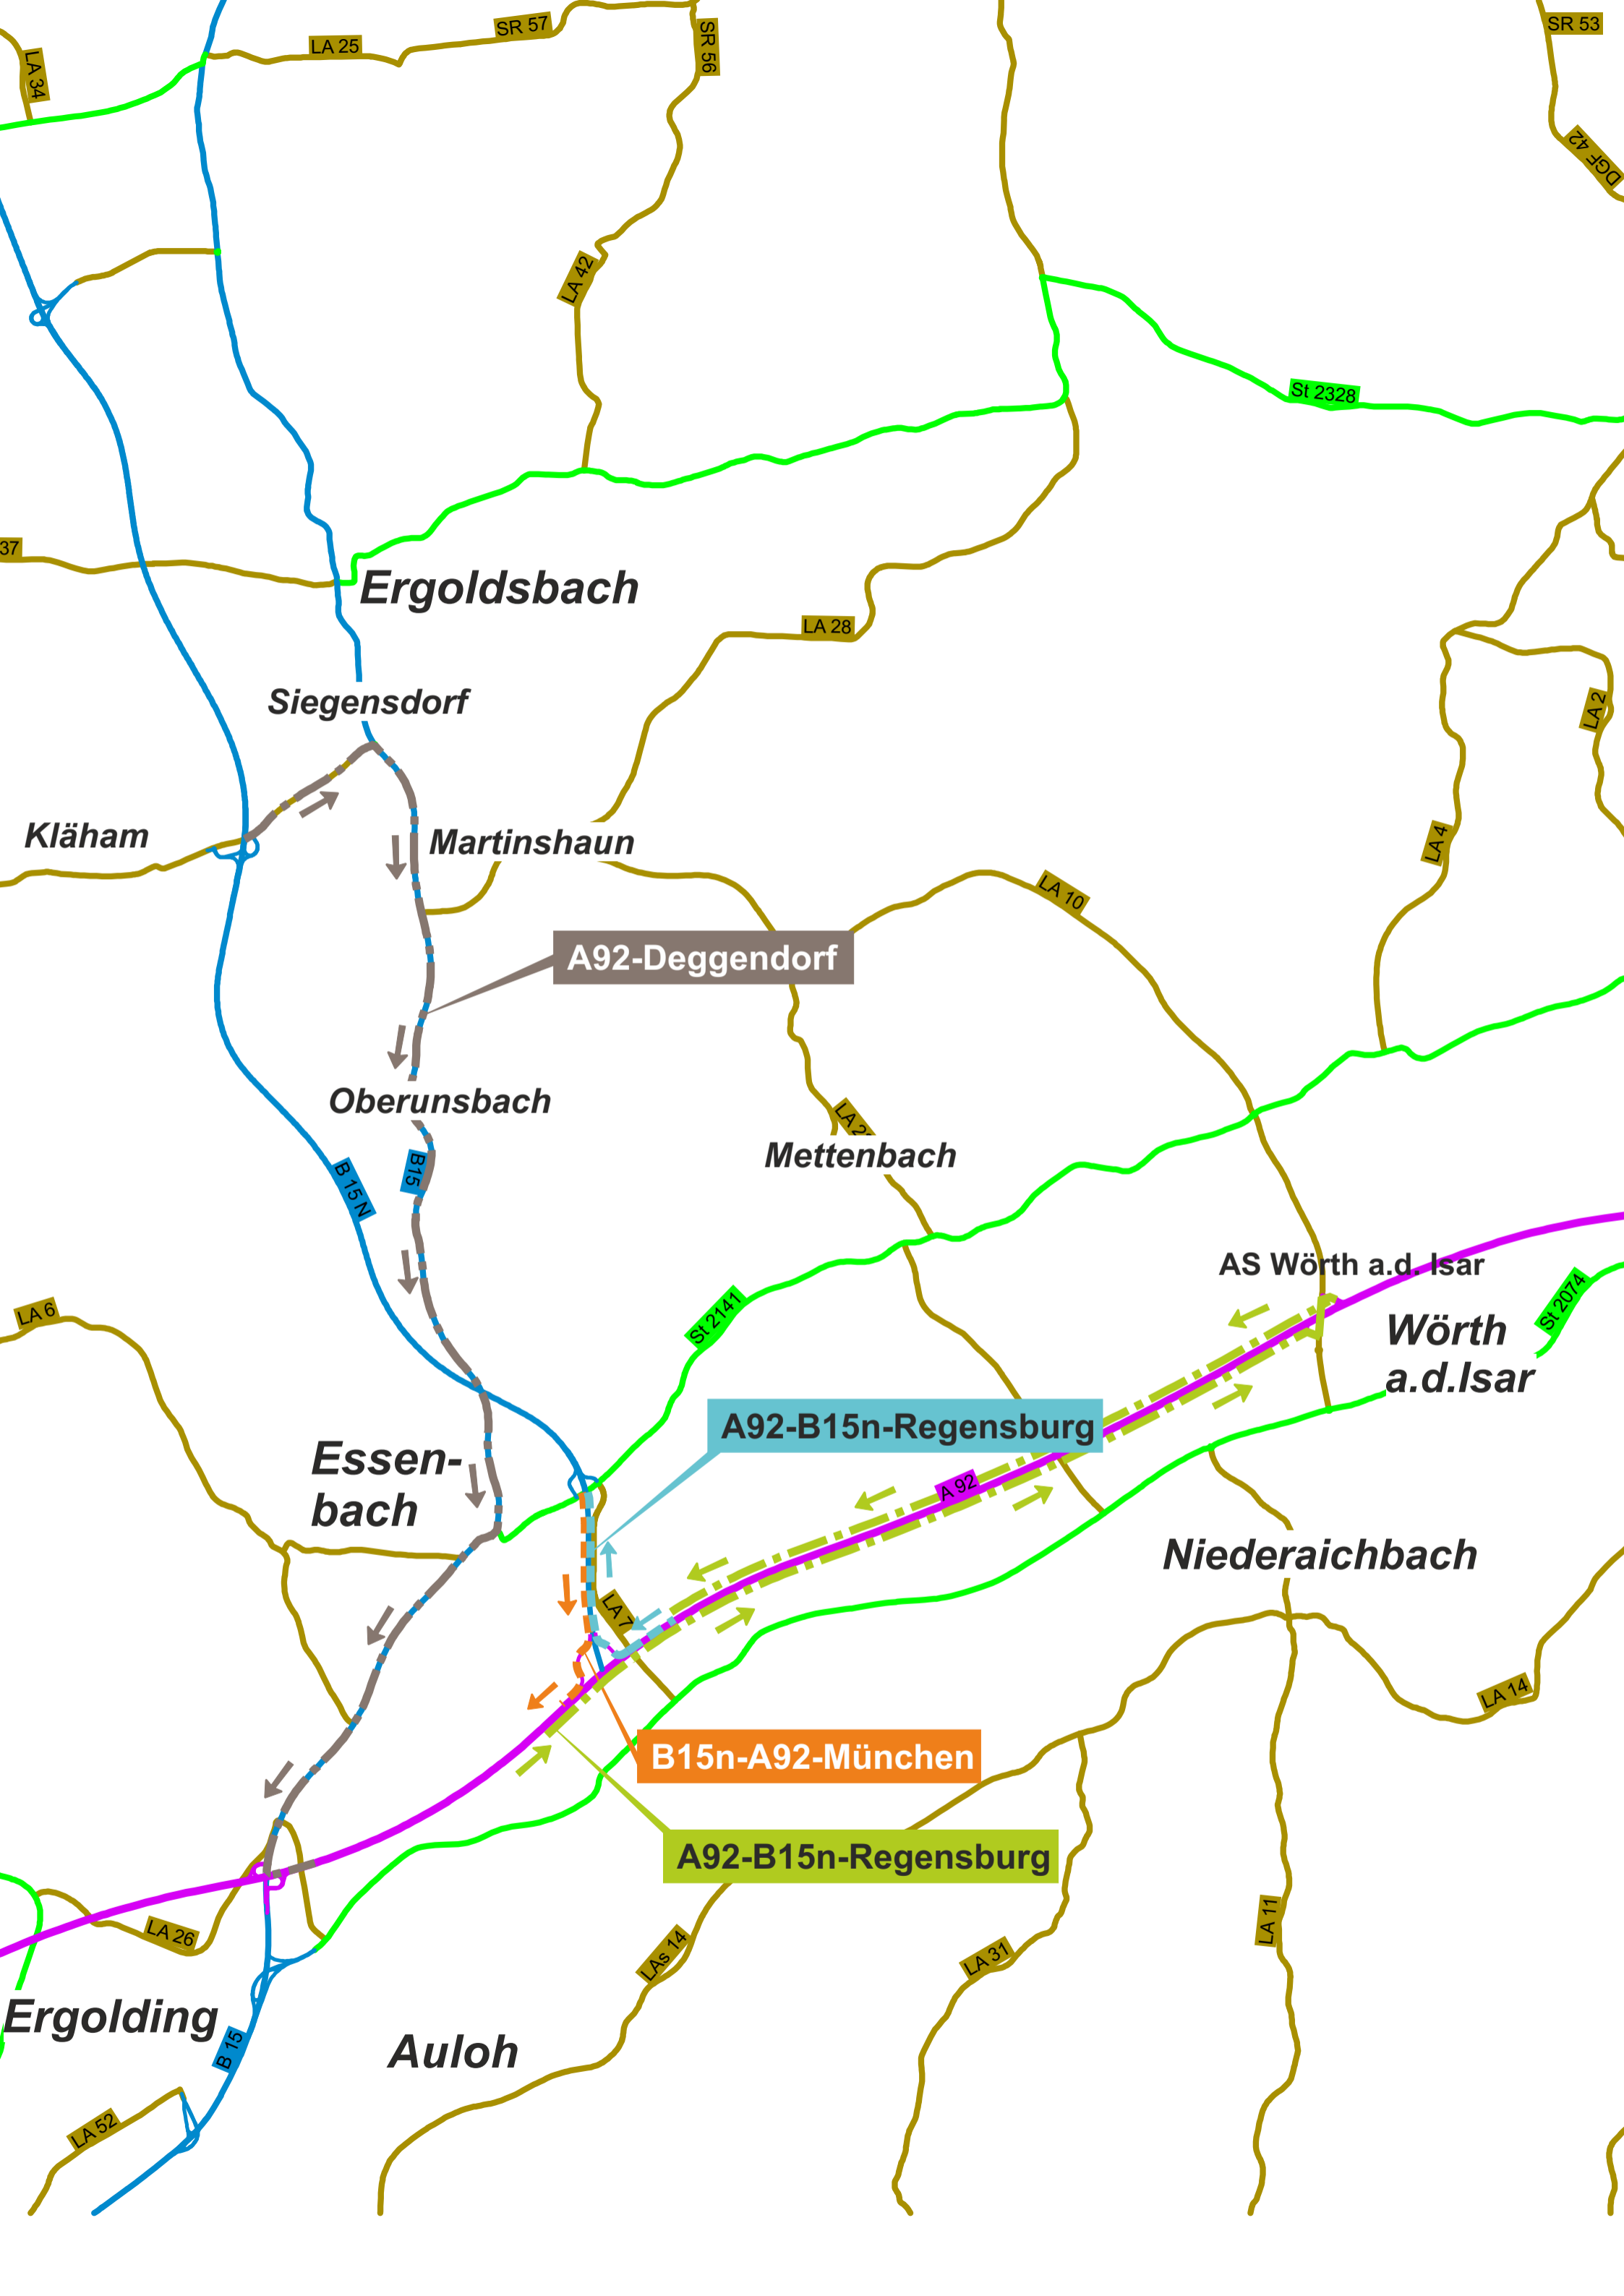 SR 57
SR 53
LA 25
SR 56
LA 34
DGF 42
LA 42
St 2328
37
Ergoldsbach
LA 28
Siegensdorf
LA 2
Kläham
Martinshaun
LA 4
LA 10
A92-Deggendorf
Oberunsbach
Mettenbach
B15
B 15 N
AS Wörth a.d. Isar
LA 6
St 2141
St 2074
Wörth
a.d.Isar
A92-B15n-Regensburg
Essen-
bach
A 92
Niederaichbach
LA 7
LA 14
B15n-A92-München
A92-B15n-Regensburg
LA 26
LA 11
LAs 14
LA 31
Ergolding
B 15
Auloh
LA 52